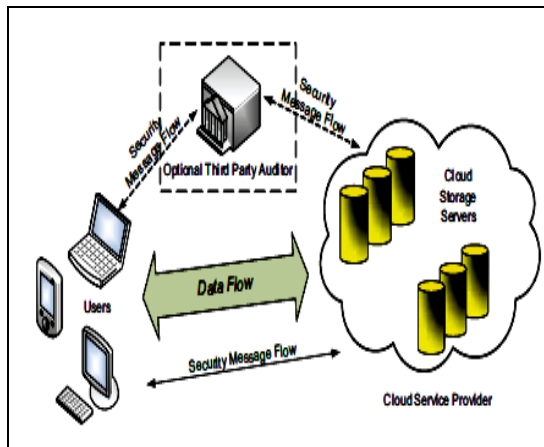 Security
Message Flow
Security
Message Flow
Optional Third Party Auditor
Cloud
Storage
Servers
Users
Data Flow
Security Message Flow
Cloud Service Provider